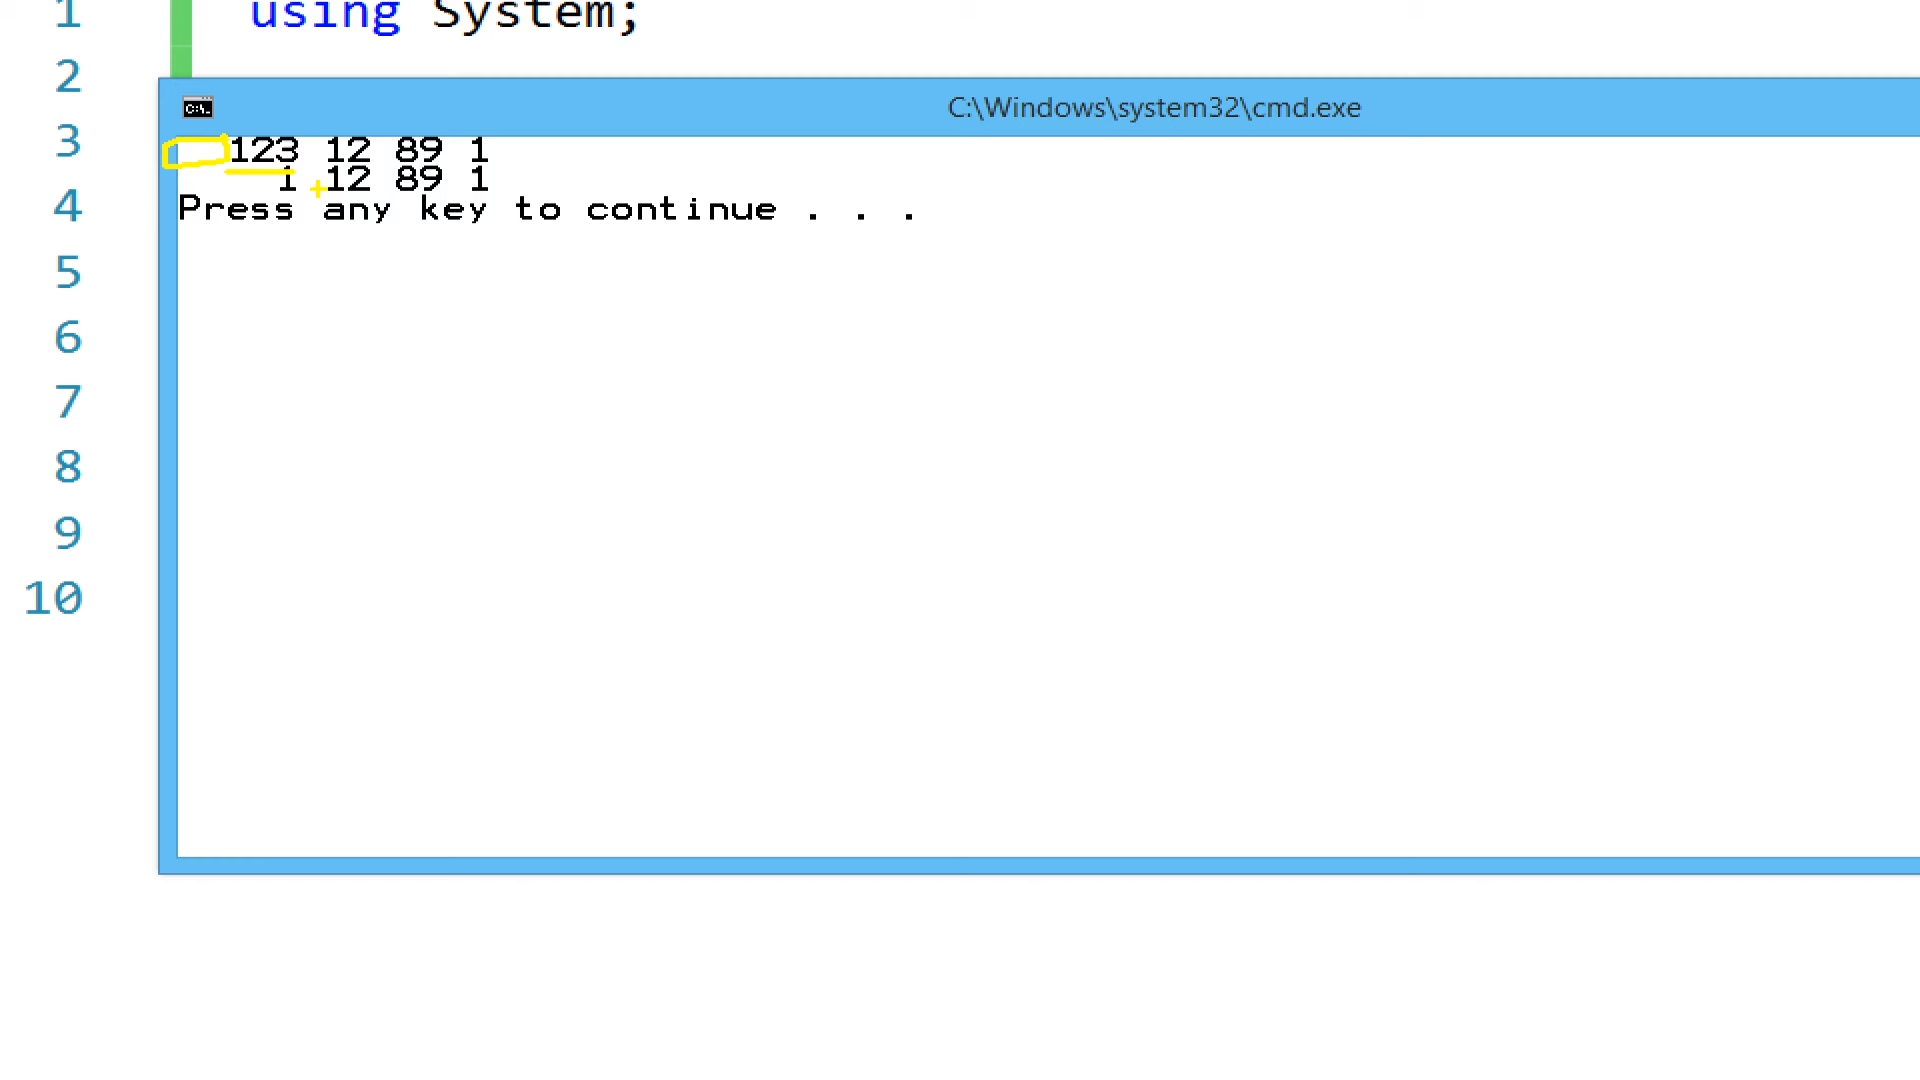 1 using System;
2
C:\Windows\system32\cmd.exe
3
123 12 89 1
1 12 89 1
4
Press any key to continue . . .
5
6
7
8
9
10